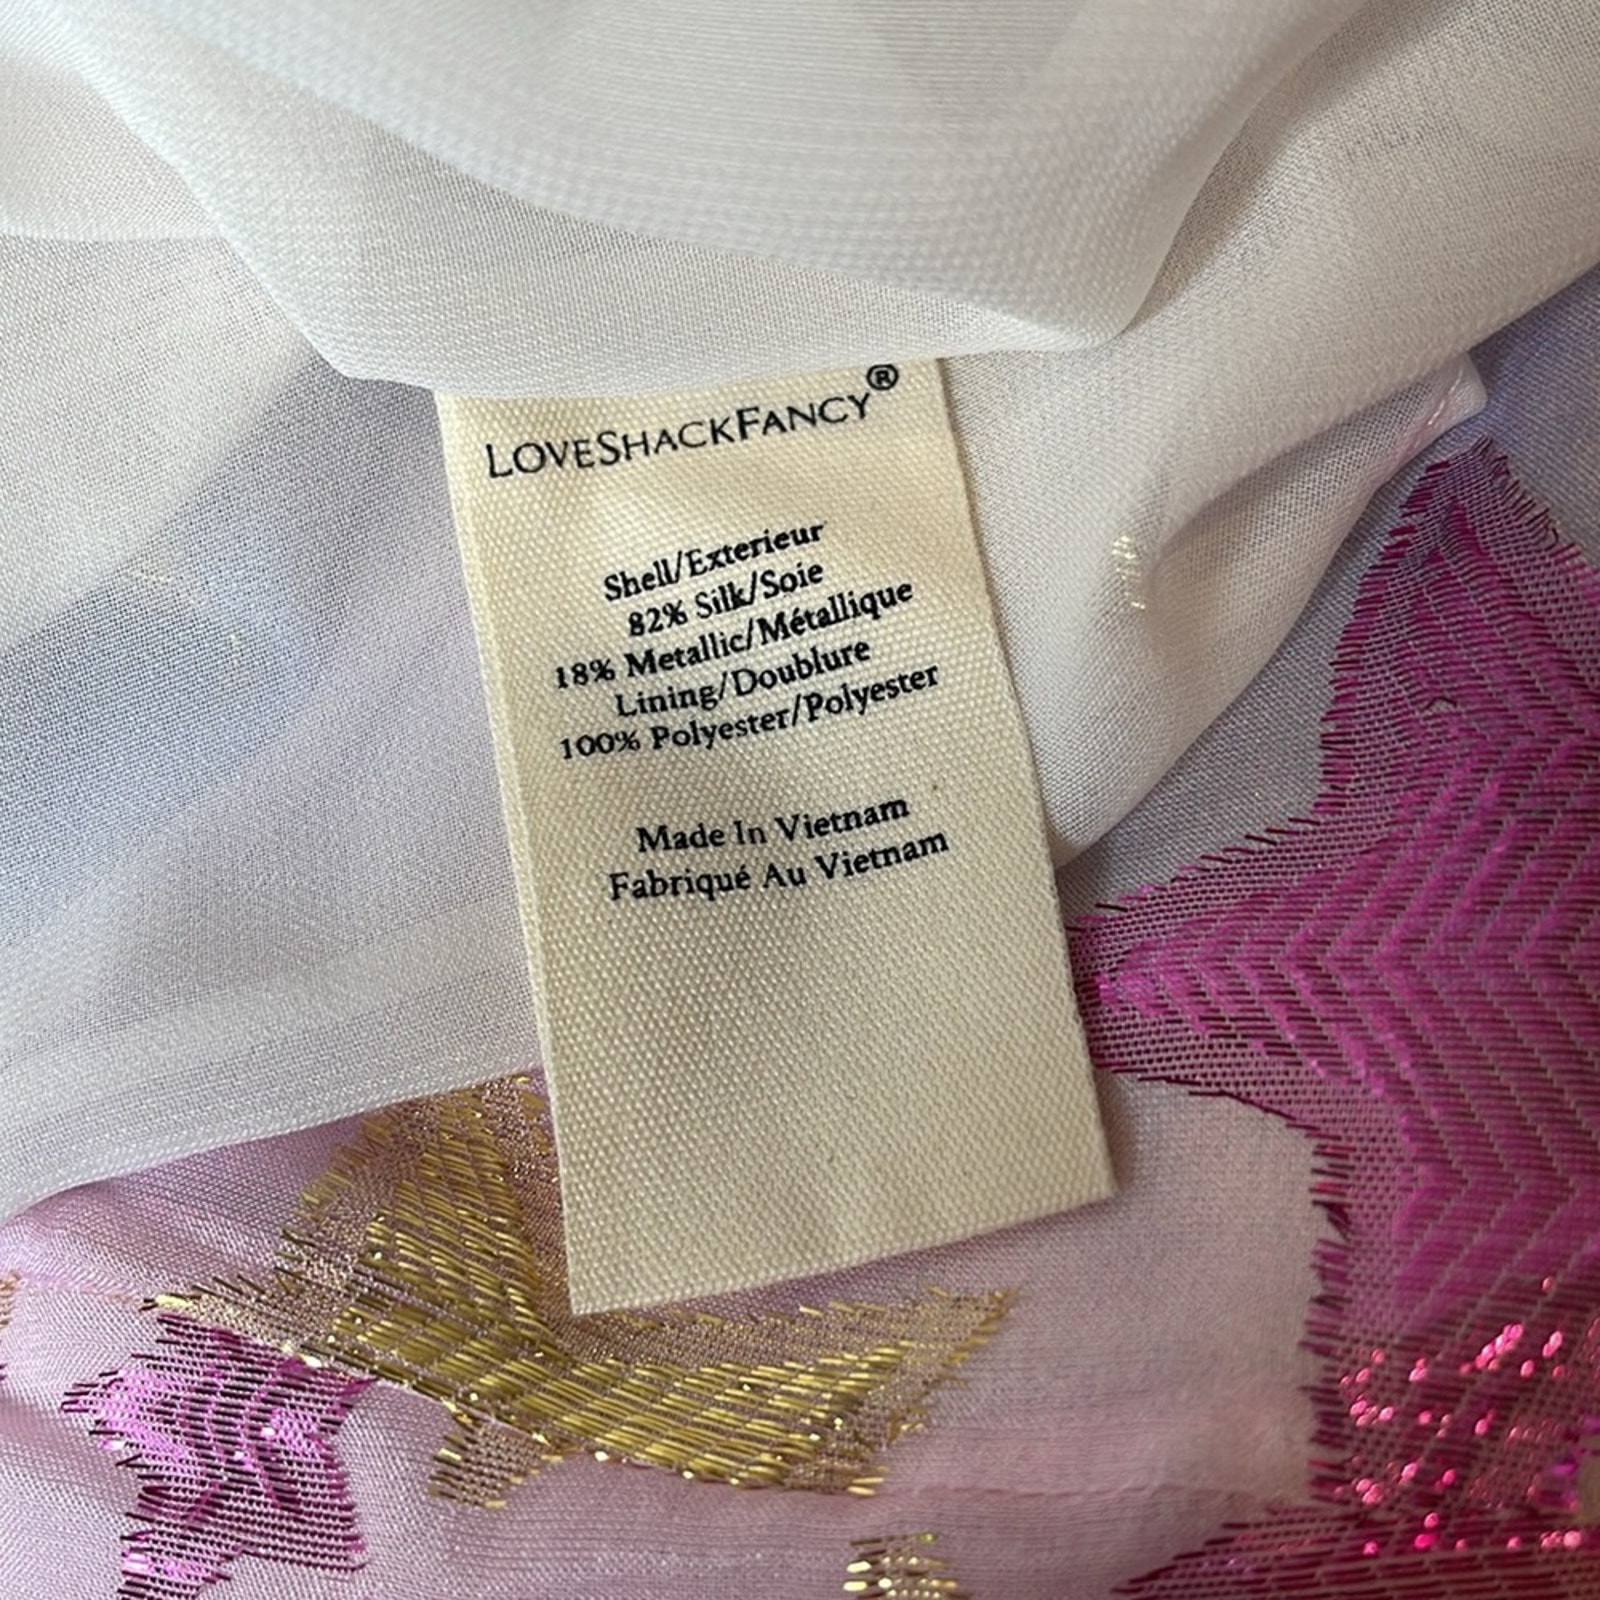 LOVESHACKFANCY®
Shell/Exterieur
82% Silk/Soie
18% Metallic/Métallique
Lining/Doublure
100% Polyester/Polyester
Made In Vietnam
Fabriqué Au Vietnam